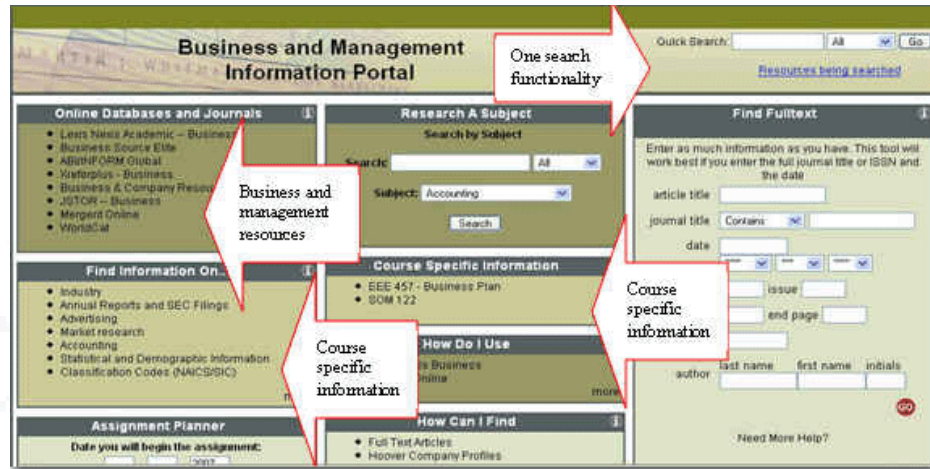 Business and Management
Information Portal
One search
functionality
Quick Search:
All
Go
Resources being searched
Online Databases and Journals
Lexis Nexis Academic – Business
Business Source Elite
ABI/INFORM Global
Xreferplus - Business
Business & Company
JSTOR – Business
Mergent Online
WorldCat
Business and
management
resources
Research A Subject
Search by Subject
Search:
All
Subject: Accounting
Search
Find Fulltext
Enter as much information as you have. This tool will
work best if you enter the full journal title or ISSN and
the date
article title
journal title Contains
date
issue
end page
author
last name first name initials
GO
Need More Help?
Find Information On...
Industry
Annual Reports and SEC Filings
Advertising
Market research
Accounting
Statistical and Demographic Information
Classification Codes (NAICS/SIC)
Course
specific
information
Course Specific Information
EEE 457 - Business Plan
SOM 122
Course
specific
information
How Do I Use
Business
more
How Can I Find
Full Text Articles
Hoover Company Profiles
Assignment Planner
Date you will begin the assignment:
2007